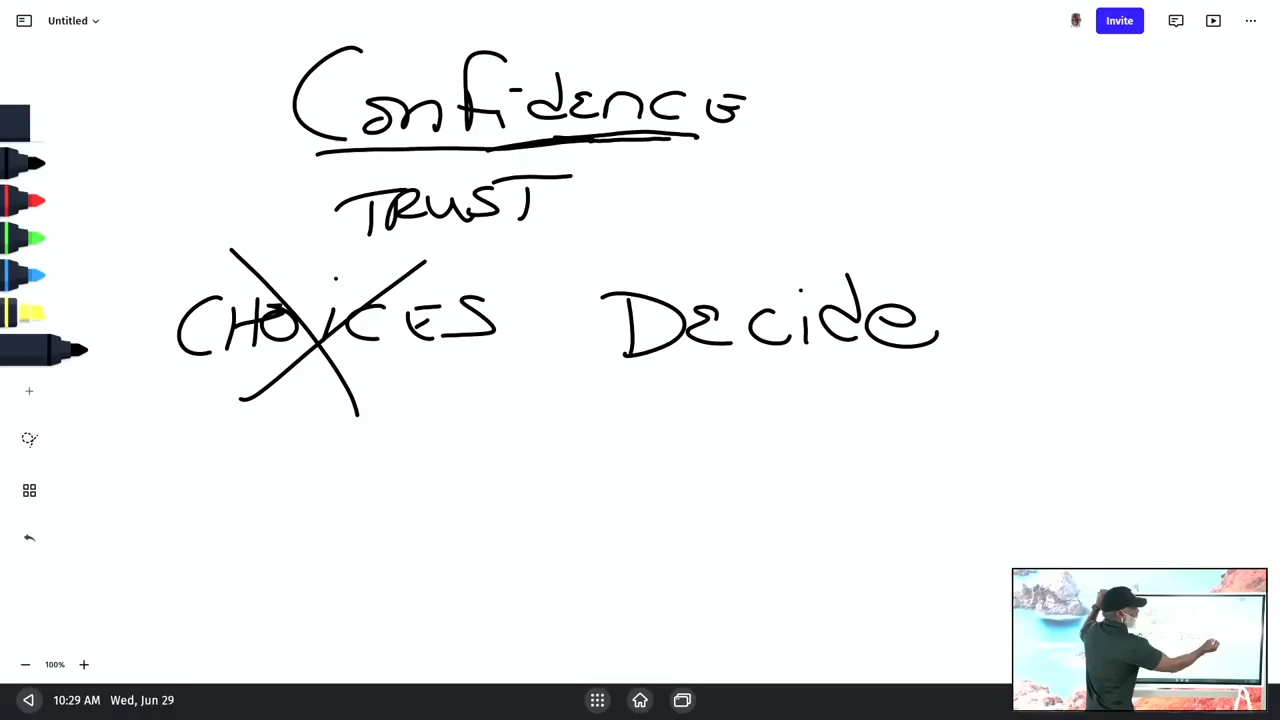 Untitled
Invite
Confidence
TRUST
CHOiCES Decide
100%
10:29 AM Wed, Jun 29